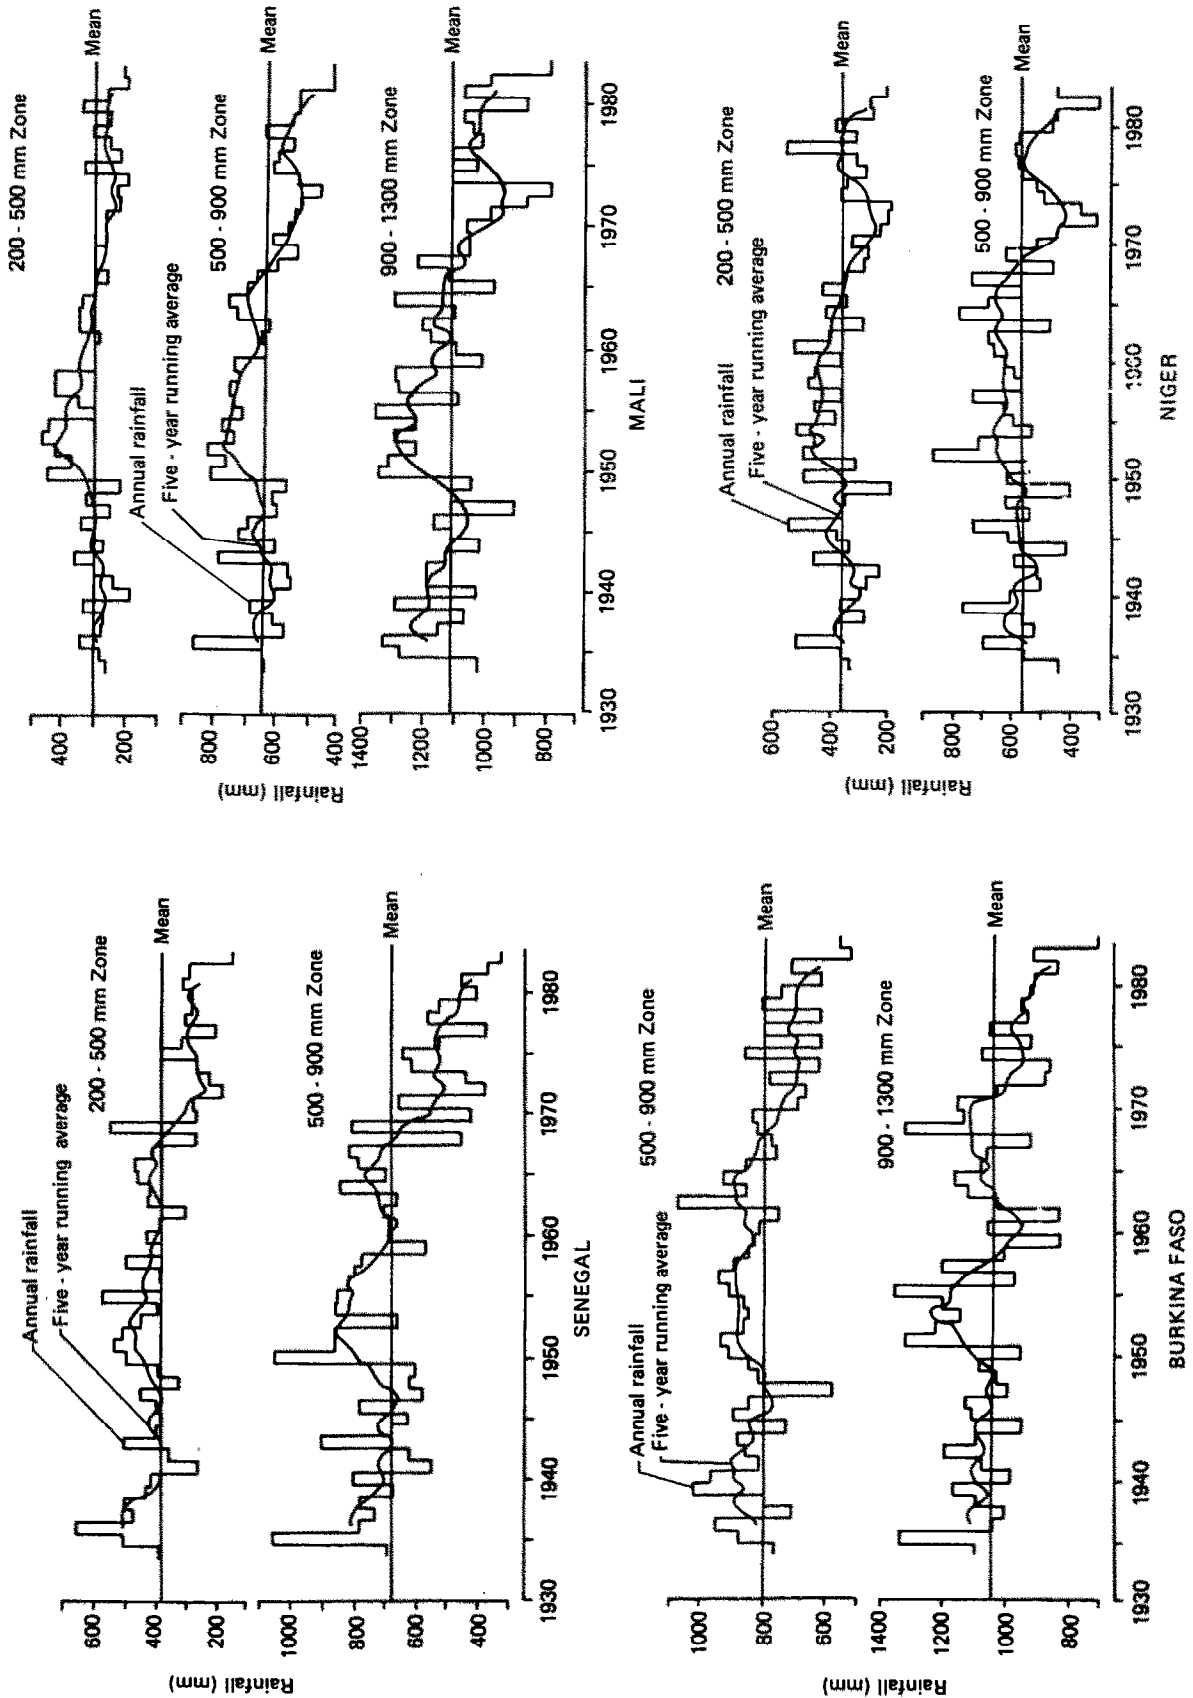 200 - 500 mm Zone
Annual rainfall
Five - year running average
Mean
600
400
200
500 - 900 mm Zone
Mean
1000
800
600
400
Rainfall (mm)
1930
1940
1950
1960
1970
1980
SENEGAL
200 - 500 mm Zone
Mean
400
200
500 - 900 mm Zone
Annual rainfall
Five - year running average
Mean
800
600
400
900 - 1300 mm Zone
Mean
1400
1200
1000
800
Rainfall (mm)
1930
1940
1950
1960
1970
1980
MALI
500 - 900 mm Zone
Annual rainfall
Five - year running average
Mean
1000
800
600
900 - 1300 mm Zone
Mean
1200
1000
800
Rainfall (mm)
1930
1940
1950
1960
1970
1980
BURKINA FASO
200 - 500 mm Zone
Annual rainfall
Five - year running average
Mean
600
400
200
500 - 900 mm Zone
Mean
800
600
400
Rainfall (mm)
1930
1940
1950
1960
1970
1980
NIGER